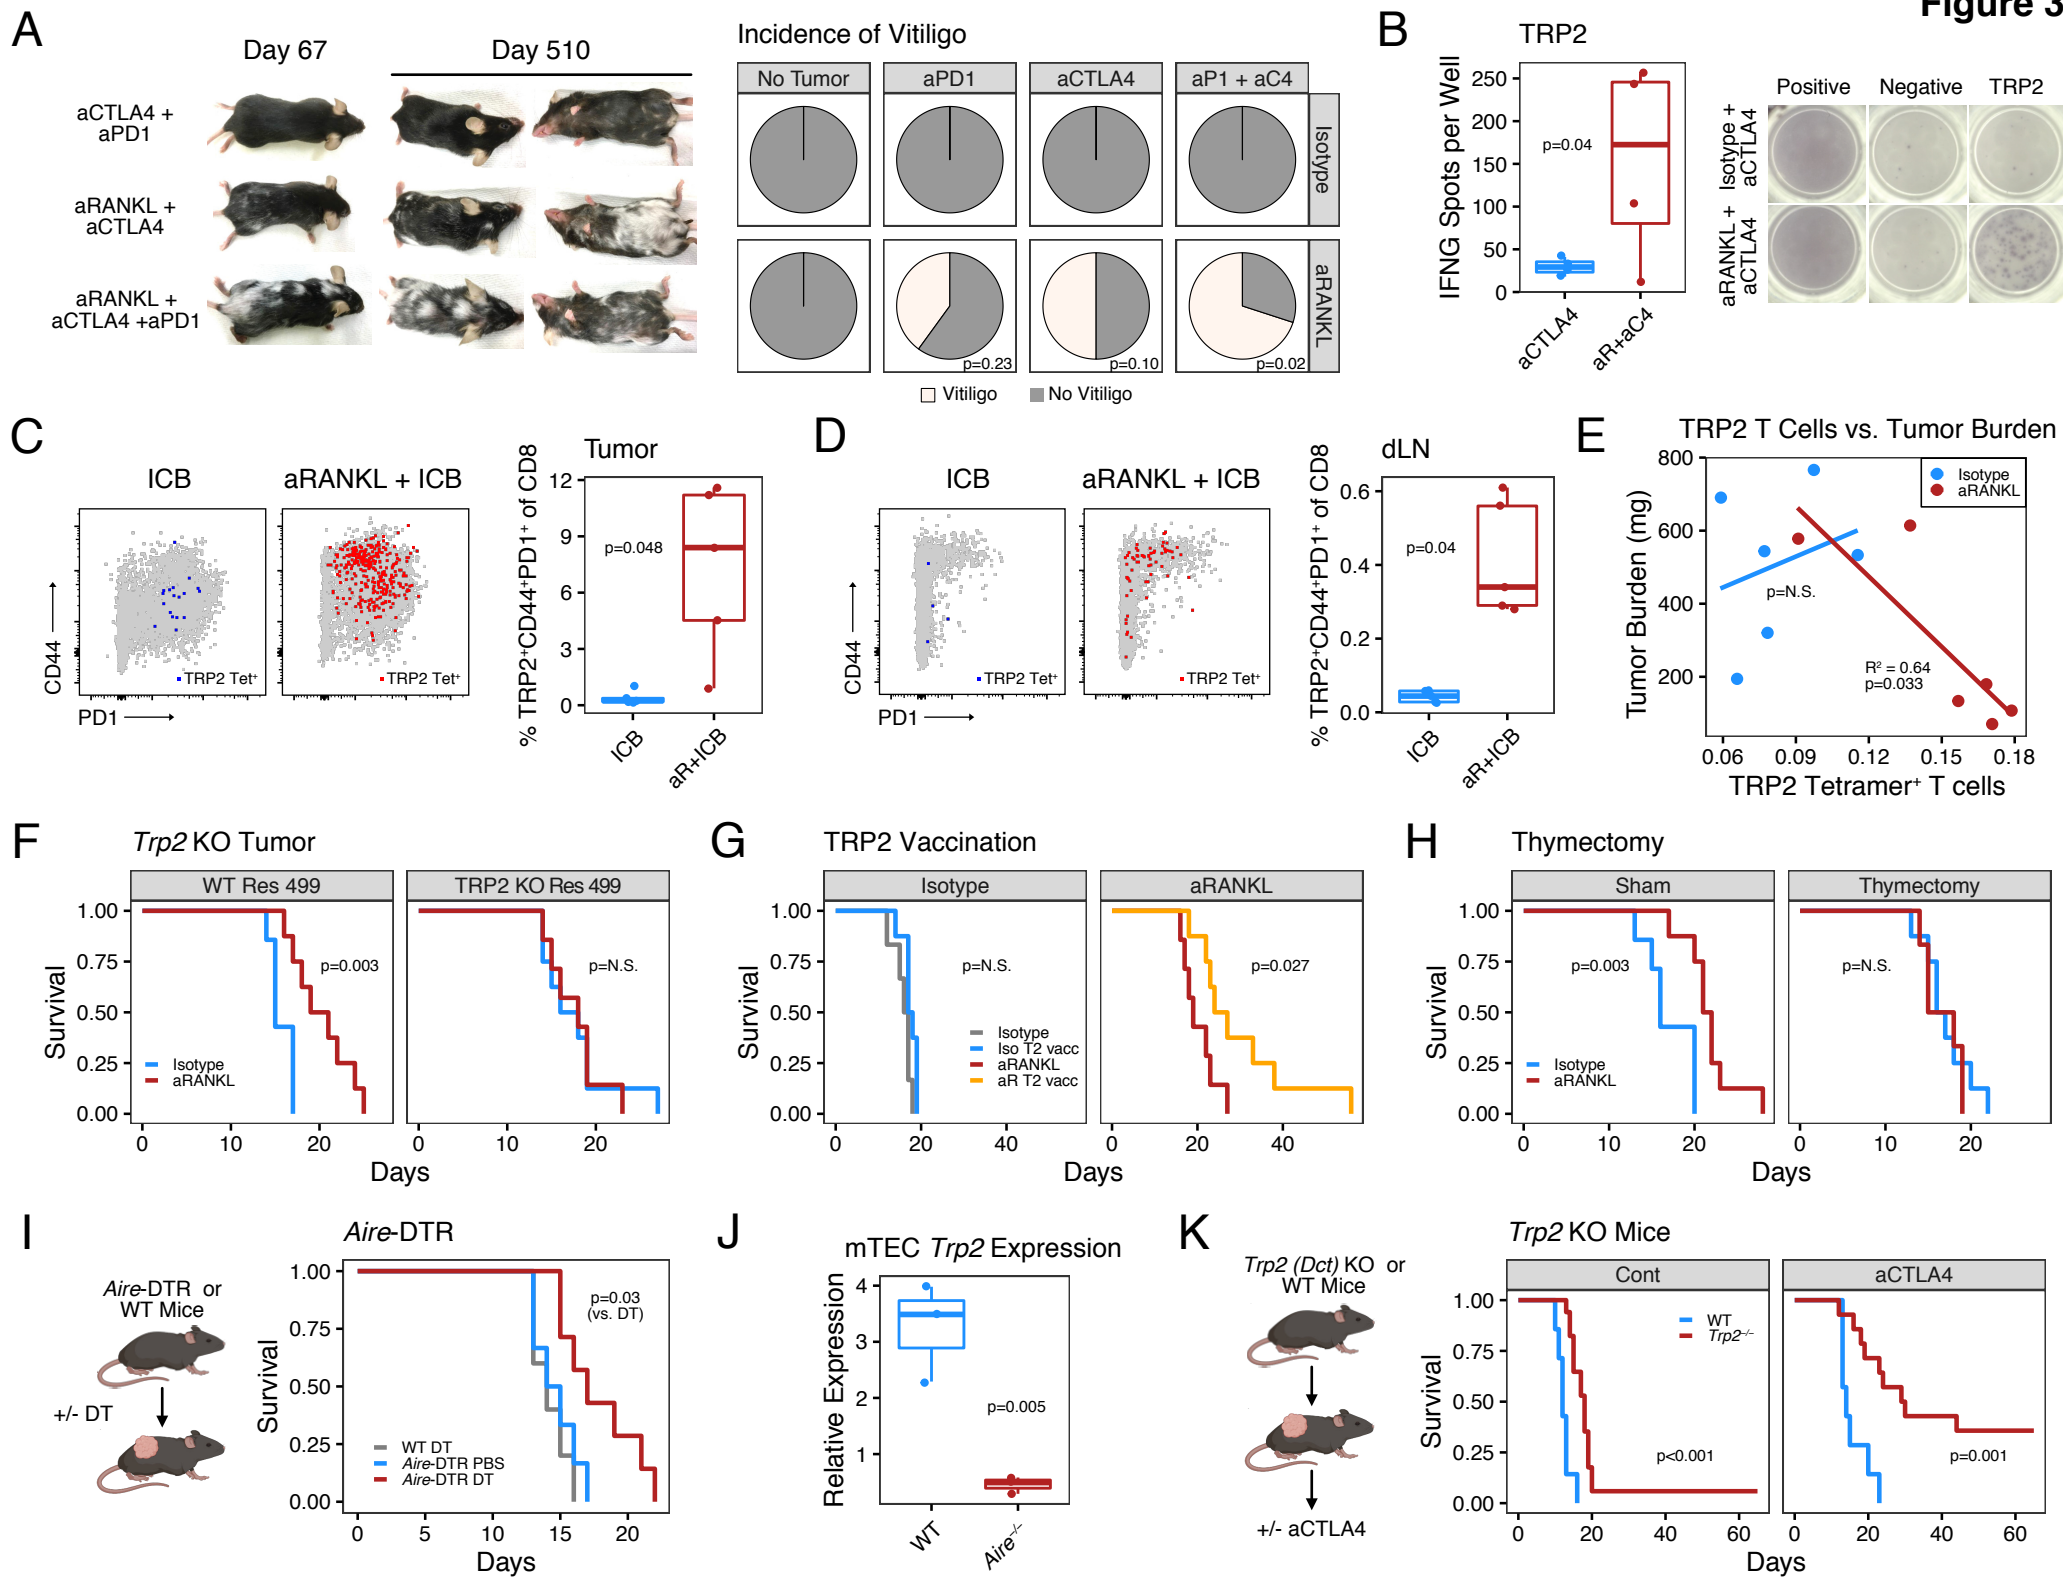 Figure 3
A
Day 67
Day 510
aCTLA4 +
aPD1
aRANKL +
aCTLA4
aRANKL +
aCTLA4 +aPD1
Incidence of Vitiligo
No Tumor
aPD1
aCTLA4
aP1 + aC4
Isotype
aRANKL
p=0.23
p=0.10
p=0.02
Vitiligo
No Vitiligo
B
TRP2
IFNG Spots per Well
250
200
150
100
50
0
p=0.04
aCTLA4
aR+aC4
Positive
Negative
TRP2
Isotype +
aCTLA4
aRANKL +
aCTLA4
C
ICB
aRANKL + ICB
CD44
PD1
TRP2 Tet+
TRP2 Tet+
Tumor
% TRP2+CD44+PD1+ of CD8
12
9
6
3
0
p=0.048
ICB
aR+ICB
D
ICB
aRANKL + ICB
CD44
PD1
TRP2 Tet+
TRP2 Tet+
dLN
% TRP2+CD44+PD1+ of CD8
0.6
0.4
0.2
0.0
p=0.04
ICB
aR+ICB
E
TRP2 T Cells vs. Tumor Burden
Tumor Burden (mg)
800
600
400
200
Isotype
aRANKL
p=N.S.
R² = 0.64
p=0.033
0.06
0.09
0.12
0.15
0.18
TRP2 Tetramer+ T cells
F
Trp2 KO Tumor
WT Res 499
TRP2 KO Res 499
Survival
1.00
0.75
0.50
0.25
0.00
p=0.003
p=N.S.
Isotype
aRANKL
0
10
20
0
10
20
Days
G
TRP2 Vaccination
Isotype
aRANKL
Survival
1.00
0.75
0.50
0.25
0.00
p=N.S.
p=0.027
Isotype
Iso T2 vacc
aRANKL
aR T2 vacc
0
20
40
0
20
40
Days
H
Thymectomy
Sham
Thymectomy
Survival
1.00
0.75
0.50
0.25
0.00
p=0.003
p=N.S.
Isotype
aRANKL
0
10
20
0
10
20
Days
I
Aire-DTR or
WT Mice
+/- DT
Aire-DTR
Survival
1.00
0.75
0.50
0.25
0.00
p=0.03
(vs. DT)
WT DT
Aire-DTR PBS
Aire-DTR DT
0
5
10
15
20
Days
J
mTEC Trp2 Expression
Relative Expression
4
3
2
1
p=0.005
WT
Aire-/-
K
Trp2 (Dct) KO or
WT Mice
+/- aCTLA4
Trp2 KO Mice
Cont
aCTLA4
Survival
1.00
0.75
0.50
0.25
0.00
WT
Trp2-/-
p<0.001
p=0.001
0
20
40
60
0
20
40
60
Days